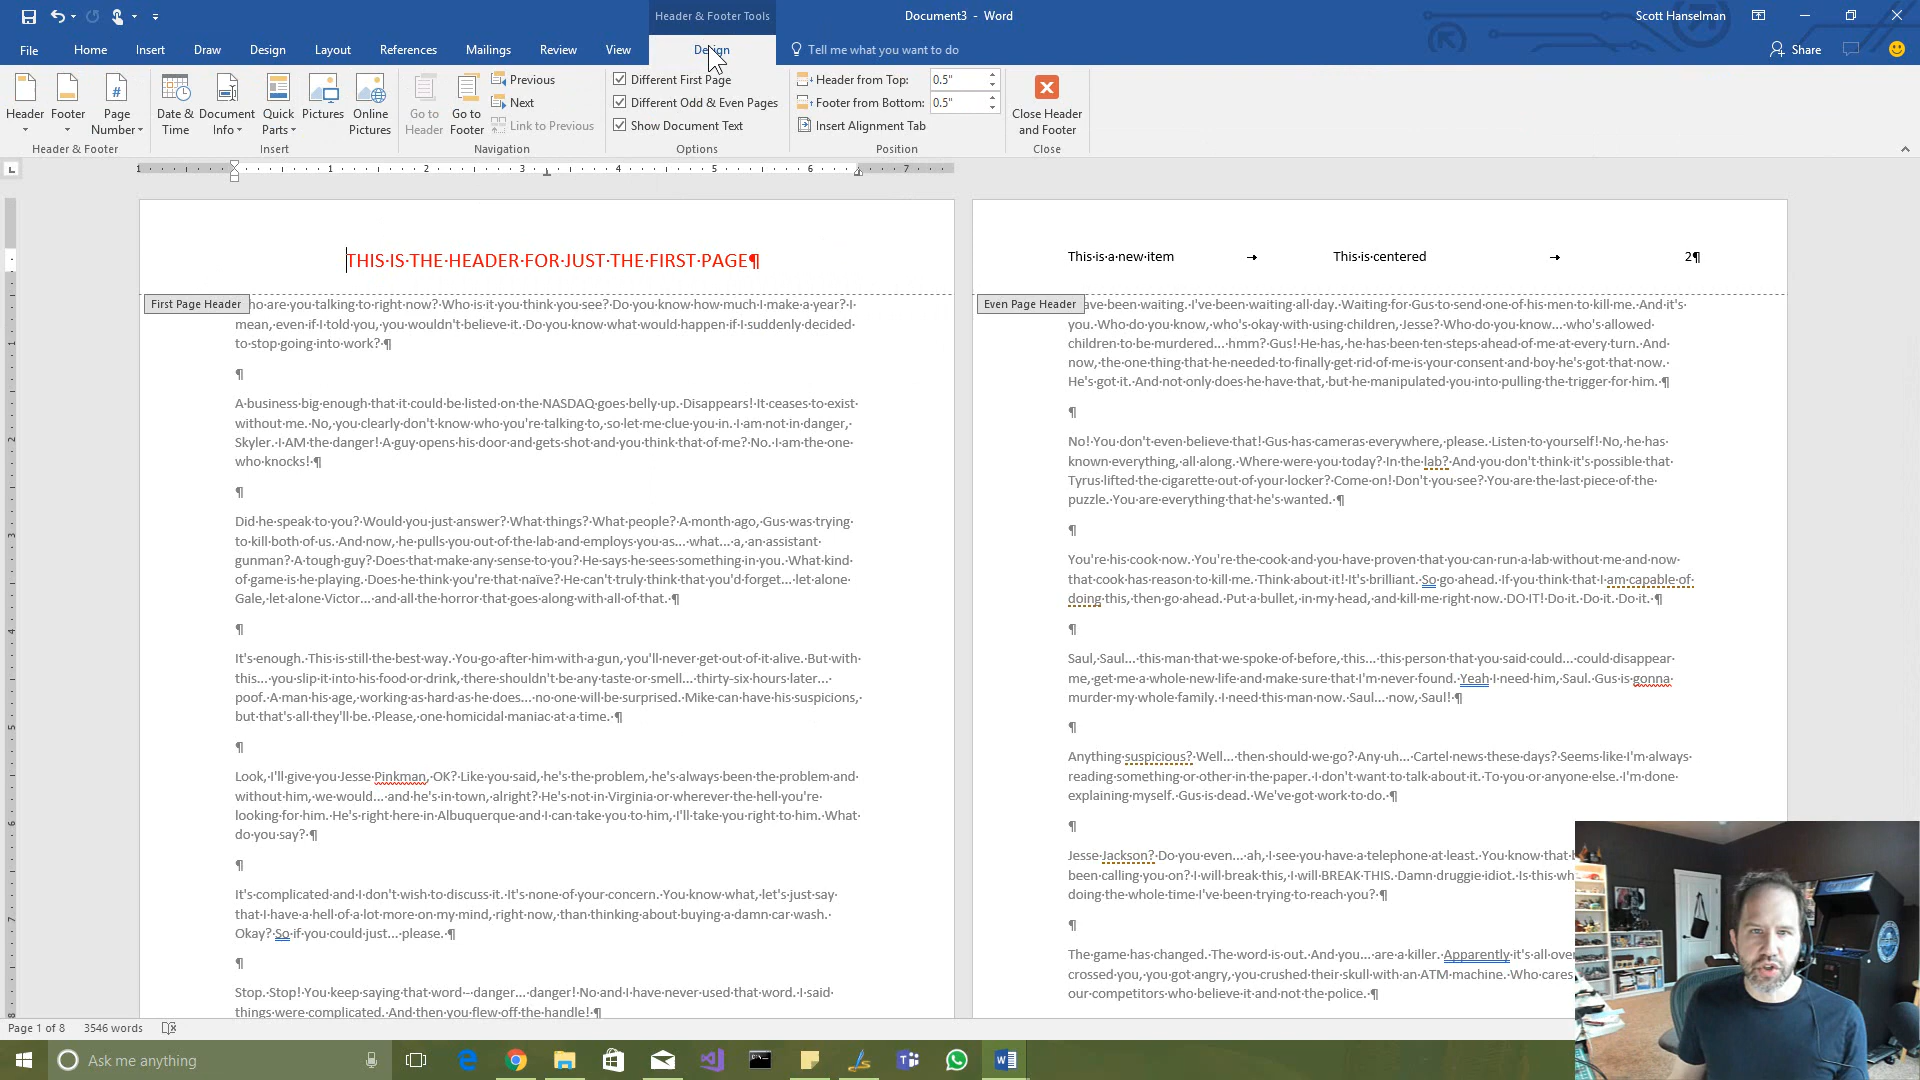 Header & Footer Tools
Document3 - Word
Scott Hanselman
File
Home
Insert
Draw
Design
Layout
References
Mailings
Review
View
Design
Tell me what you want to do
Share
Header
Footer
Page
Number
Header & Footer
Date &
Time
Document
Info
Quick
Parts
Pictures
Online
Pictures
Insert
Go to
Header
Go to
Footer
Previous
Next
Link to Previous
Navigation
Different First Page
Different Odd & Even Pages
Show Document Text
Options
Header from Top: 0.5"
Footer from Bottom: 0.5"
Insert Alignment Tab
Position
Close Header
and Footer
Close
1 1 2 3 4 5 6 7
THIS·IS·THE·HEADER·FOR·JUST·THE·FIRST·PAGE¶
First Page Header
ho·are·you·talking·to·right·now?·Who·is·it·you·think·you·see?·Do·you·know·how·much·I·make·a·year?·I·
mean,·even·if·I·told·you,·you·wouldn't·believe·it.·Do·you·know·what·would·happen·if·I·suddenly·decided·
to·stop·going·into·work?·¶
¶
A·business·big·enough·that·it·could·be·listed·on·the·NASDAQ·goes·belly·up.·Disappears!·It·ceases·to·exist·
without·me.·No,·you·clearly·don't·know·who·you're·talking·to,·so·let·me·clue·you·in.·I·am·not·in·danger,·
Skyler.·I·AM·the·danger!·A·guy·opens·his·door·and·gets·shot·and·you·think·that·of·me?·No.·I·am·the·one·
who·knocks!·¶
¶
Did·he·speak·to·you?·Would·you·just·answer?·What·things?·What·people?·A·month·ago,·Gus·was·trying·
to·kill·both·of·us.·And·now,·he·pulls·you·out·of·the·lab·and·employs·you·as...·what...·a,·an·assistant·
gunman?·A·tough·guy?·Does·that·make·any·sense·to·you?·He·says·he·sees·something·in·you.·What·kind·
of·game·is·he·playing.·Does·he·think·you're·that·naïve?·He·can't·truly·think·that·you'd·forget...·let·alone·
Gale,·let·alone·Victor...·and·all·the·horror·that·goes·along·with·all·of·that.·¶
¶
It's·enough.·This·is·still·the·best·way.·You·go·after·him·with·a·gun,·you'll·never·get·out·of·it·alive.·But·with·
this...·you·slip·it·into·his·food·or·drink,·there·shouldn't·be·any·taste·or·smell...·thirty-six·hours·later...·
poof.·A·man·his·age,·working·as·hard·as·he·does...·no·one·will·be·surprised.·Mike·can·have·his·suspicions,·
but·that's·all·they'll·be.·Please,·one·homicidal·maniac·at·a·time.·¶
¶
Look,·I'll·give·you·Jesse·Pinkman,·OK?·Like·you·said,·he's·the·problem,·he's·always·been·the·problem·and·
without·him,·we·would...·and·he's·in·town,·alright?·He's·not·in·Virginia·or·wherever·the·hell·you're·
looking·for·him.·He's·right·here·in·Albuquerque·and·I·can·take·you·to·him,·I'll·take·you·right·to·him.·What·
do·you·say?·¶
¶
It's·complicated·and·I·don't·wish·to·discuss·it.·It's·none·of·your·concern.·You·know·what,·let's·just·say·
that·I·have·a·hell·of·a·lot·more·on·my·mind,·right·now,·than·thinking·about·buying·a·damn·car·wash.·
Okay?·So·if·you·could·just...·please.·¶
¶
Stop.·Stop!·You·keep·saying·that·word·--·danger...·danger!·No·and·I·have·never·used·that·word.·I·said·
things·were·complicated.·And·then·you·flew·off·the·handle!·¶
This·is·a·new·item → This·is·centered → 2¶
Even Page Header
ave·been·waiting.·I've·been·waiting·all·day.·Waiting·for·Gus·to·send·one·of·his·men·to·kill·me.·And·it's·
you.·Who·do·you·know,·who's·okay·with·using·children,·Jesse?·Who·do·you·know...·who's·allowed·
children·to·be·murdered...·hmm?·Gus!·He·has,·he·has·been·ten·steps·ahead·of·me·at·every·turn.·And·
now,·the·one·thing·that·he·needed·to·finally·get·rid·of·me·is·your·consent·and·boy·he's·got·that·now.·
He's·got·it.·And·not·only·does·he·have·that,·but·he·manipulated·you·into·pulling·the·trigger·for·him.·¶
¶
No!·You·don't·even·believe·that!·Gus·has·cameras·everywhere,·please.·Listen·to·yourself!·No,·he·has·
known·everything,·all·along.·Where·were·you·today?·In·the·lab?·And·you·don't·think·it's·possible·that·
Tyrus·lifted·the·cigarette·out·of·your·locker?·Come·on!·Don't·you·see?·You·are·the·last·piece·of·the·
puzzle.·You·are·everything·that·he's·wanted.·¶
¶
You're·his·cook·now.·You're·the·cook·and·you·have·proven·that·you·can·run·a·lab·without·me·and·now·
that·cook·has·reason·to·kill·me.·Think·about·it!·It's·brilliant.·So·go·ahead.·If·you·think·that·I·am·capable·of·
doing·this,·then·go·ahead.·Put·a·bullet,·in·my·head,·and·kill·me·right·now.·DO·IT!·Do·it.·Do·it.·Do·it.·¶
¶
Saul,·Saul...·this·man·that·we·spoke·of·before,·this...·this·person·that·you·said·could...·could·disappear·
me,·get·me·a·whole·new·life·and·make·sure·that·I'm·never·found.·Yeah·I·need·him,·Saul.·Gus·is·gonna·
murder·my·whole·family.·I·need·this·man·now.·Saul...·now,·Saul!·¶
¶
Anything·suspicious?·Well...·then·should·we·go?·Any·uh...·Cartel·news·these·days?·Seems·like·I'm·always·
reading·something·or·other·in·the·paper.·I·don't·want·to·talk·about·it.·To·you·or·anyone·else.·I'm·done·
explaining·myself.·Gus·is·dead.·We've·got·work·to·do.·¶
¶
Jesse·Jackson?·Do·you·even...·ah,·I·see·you·have·a·telephone·at·least.·You·know·that·
been·calling·you·on?·I·will·break·this,·I·will·BREAK·THIS.·Damn·druggie·idiot.·Is·this·
doing·the·whole·time·I've·been·trying·to·reach·you?·¶
¶
The·game·has·changed.·The·word·is·out.·And·you...·are·a·killer.·Apparently·it's·all·
crossed·you,·you·got·angry,·you·crushed·their·skull·with·an·ATM·machine.·Who·cares
our·competitors·who·believe·it·and·not·the·police.·¶
Page 1 of 8
3546 words
Ask me anything